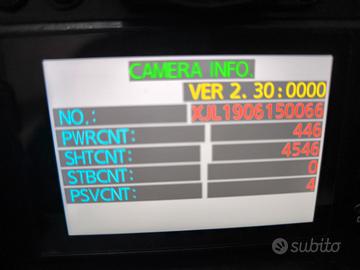 CAMERA INFO.
VER 2.30:0000
NO.: XJL1906150066
PWRCNT: 446
SHTCNT: 4546
STBCNT: 0
PSVCNT: 4
subito